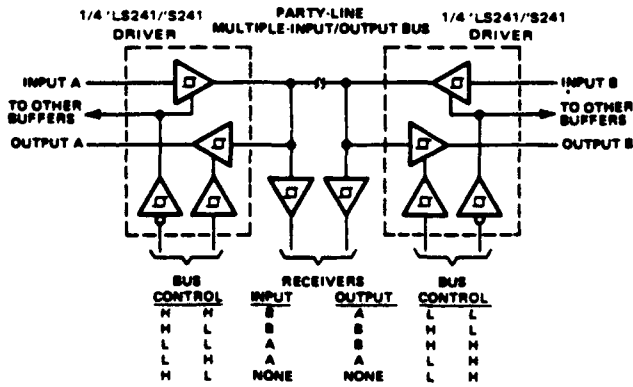 1/4 'LS241/'S241
DRIVER
PARTY-LINE
MULTIPLE-INPUT/OUTPUT BUS
1/4 'LS241/'S241
DRIVER
INPUT A
INPUT B
TO OTHER
BUFFERS
TO OTHER
BUFFERS
OUTPUT A
OUTPUT B
BUS
CONTROL
RECEIVERS
INPUT OUTPUT
BUS
CONTROL
H H B A L L
H L B B H L
L L A B H H
L H A A L H
H L NONE NONE L H